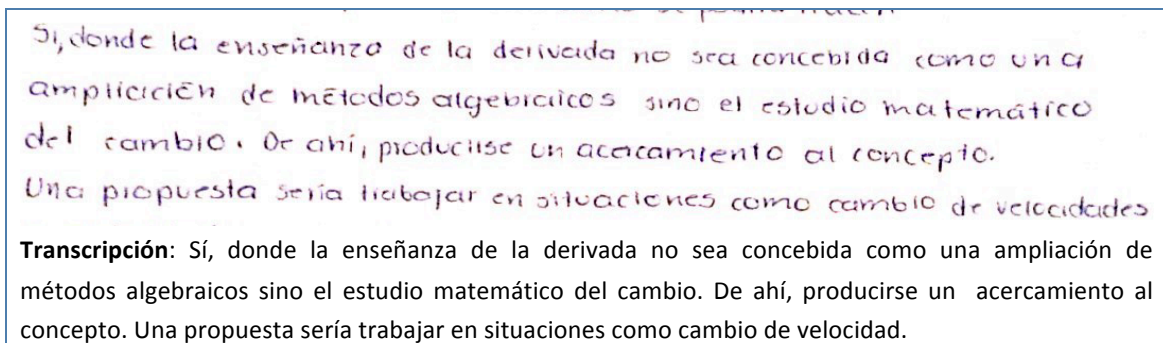 Si, donde la enseñanza de la derivada no sea concebida como una
ampliación de métodos algebraicos sino el estudio matemático
del cambio. De ahí, producirse un acercamiento al concepto.
Una propuesta sería trabajar en situaciones como cambio de velocidades
Transcripción: Sí, donde la enseñanza de la derivada no sea concebida como una ampliación de
métodos algebraicos sino el estudio matemático del cambio. De ahí, producirse un acercamiento al
concepto. Una propuesta sería trabajar en situaciones como cambio de velocidad.